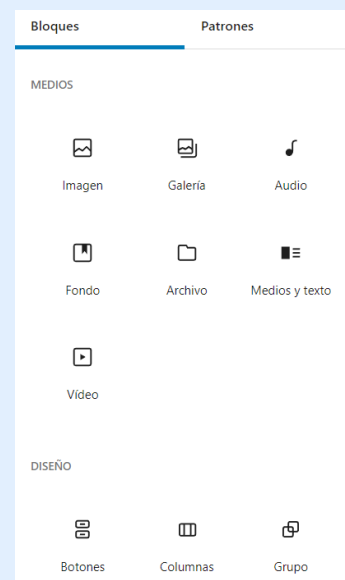 Bloques Patrones
MEDIOS
Imagen Galería Audio
Fondo Archivo Medios y texto
Vídeo
DISEÑO
Botones Columnas Grupo